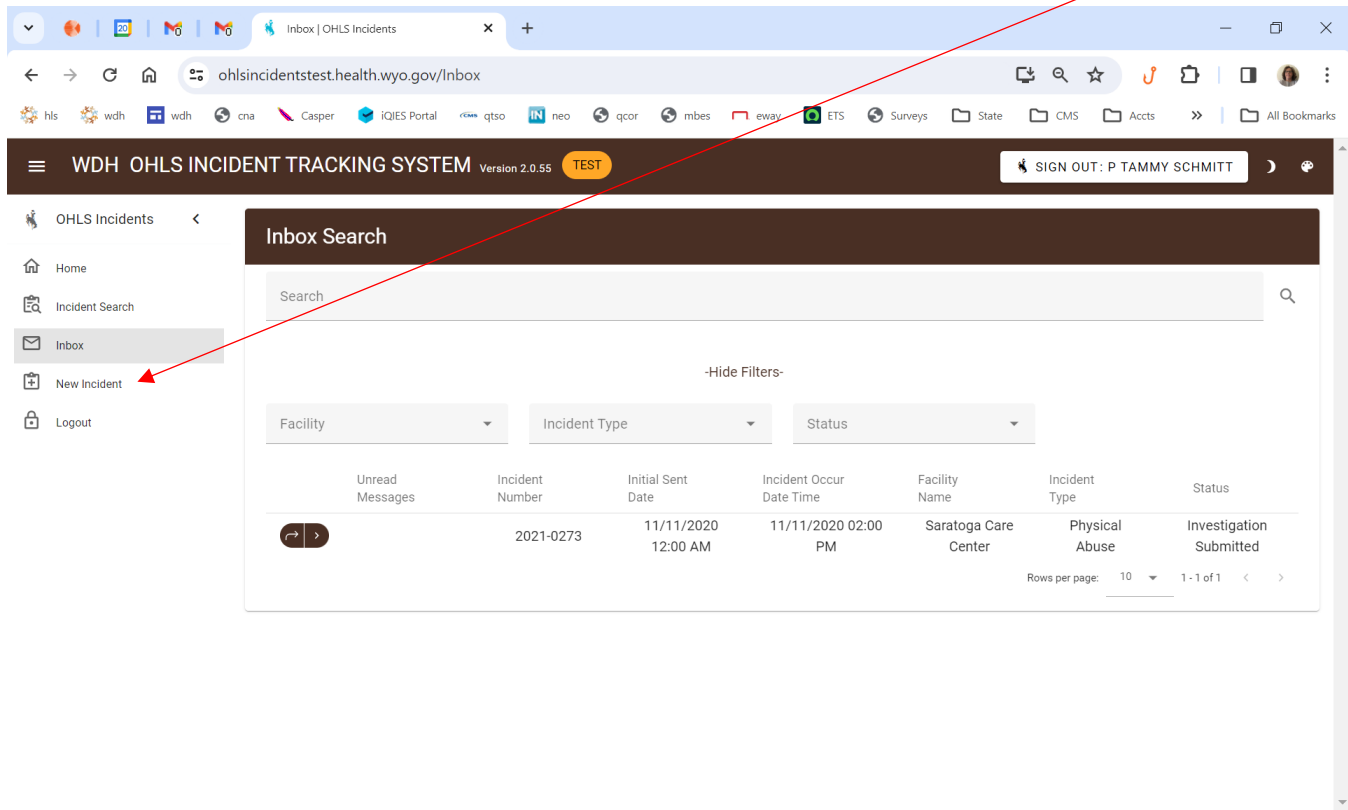 20
Inbox | OHLS Incidents
ohlsincidentstest.health.wyo.gov/Inbox
hls wdh wdh cna Casper iQIES Portal CMS qtso IN neo qcor mbes eway ETS Surveys State CMS Accts >> All Bookmarks
WDH OHLS INCIDENT TRACKING SYSTEM Version 2.0.55 TEST SIGN OUT: P TAMMY SCHMITT
OHLS Incidents
Home
Incident Search
Inbox
New Incident
Logout
Inbox Search
Search
-Hide Filters-
Facility Incident Type Status
Unread Messages Incident Number Initial Sent Date Incident Occur Date Time Facility Name Incident Type Status
2021-0273 11/11/2020 12:00 AM 11/11/2020 02:00 PM Saratoga Care Center Physical Abuse Investigation Submitted
Rows per page: 10 1 - 1 of 1